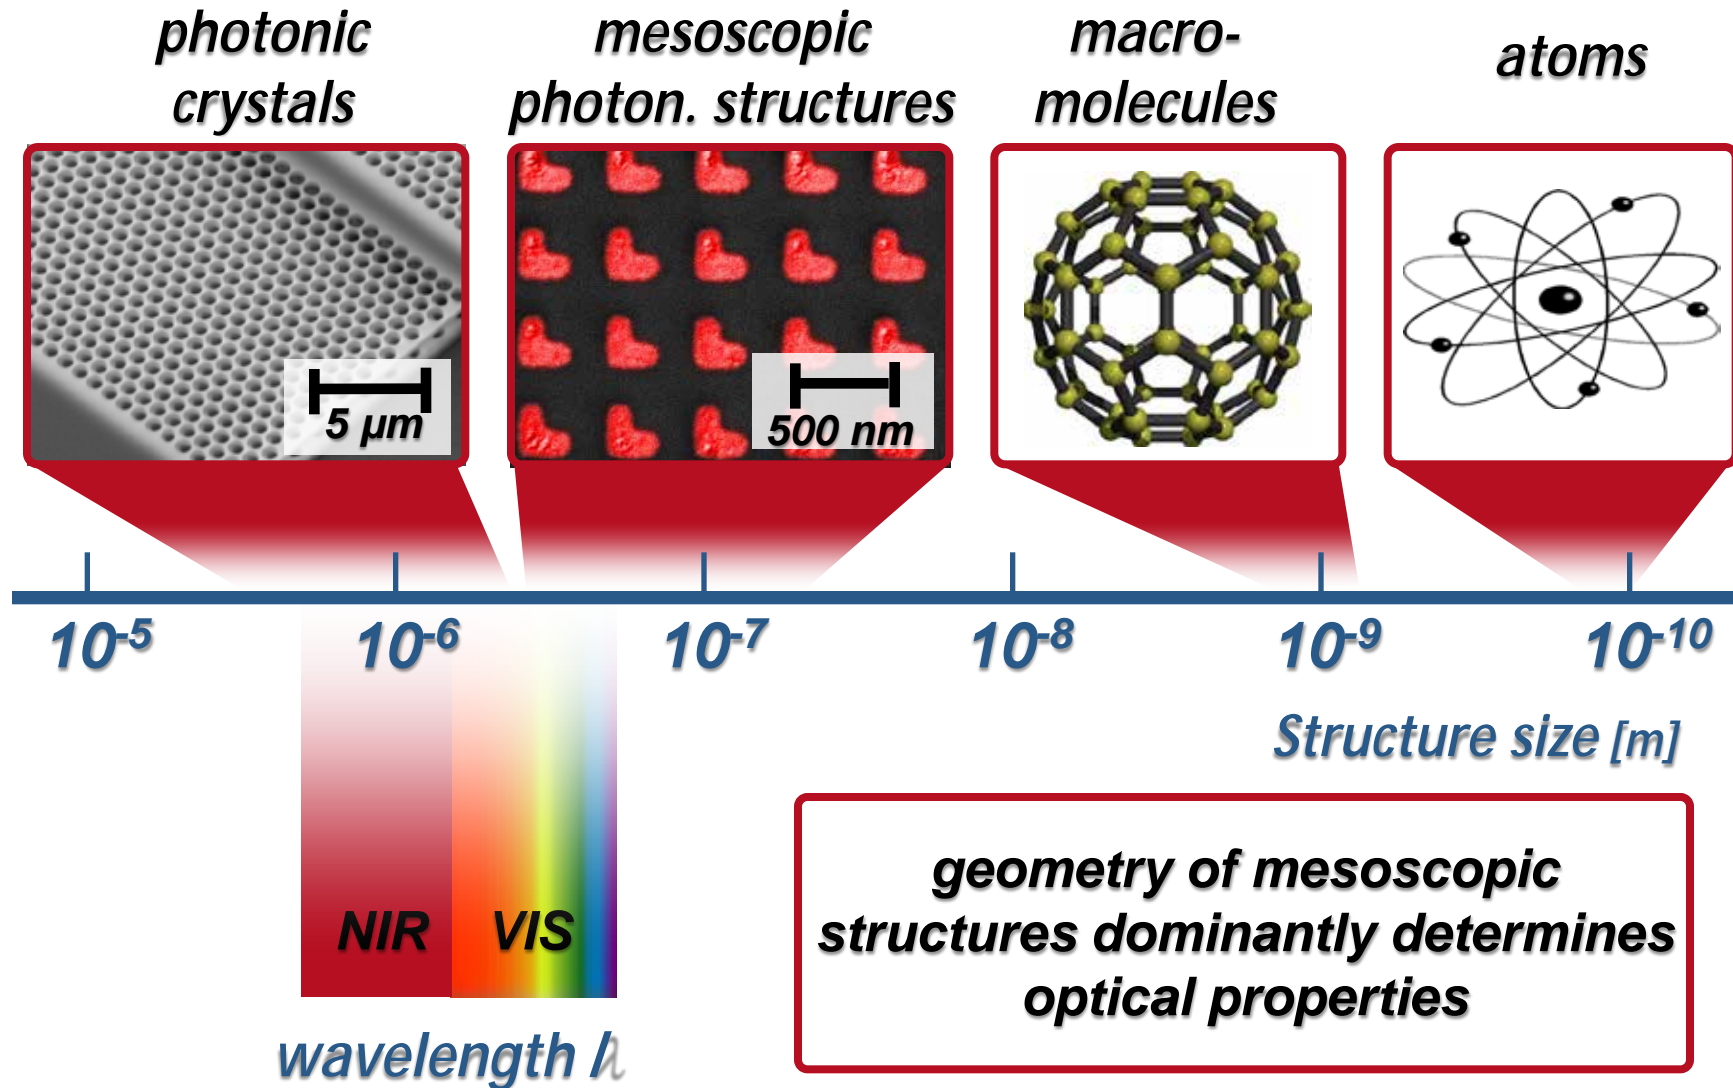 photonic
crystals
mesoscopic
photon. structures
macro-
molecules
atoms
5 µm
500 nm
10⁻⁵ 10⁻⁶ 10⁻⁷ 10⁻⁸ 10⁻⁹ 10⁻¹⁰
Structure size [m]
NIR VIS
wavelength λ
geometry of mesoscopic
structures dominantly determines
optical properties